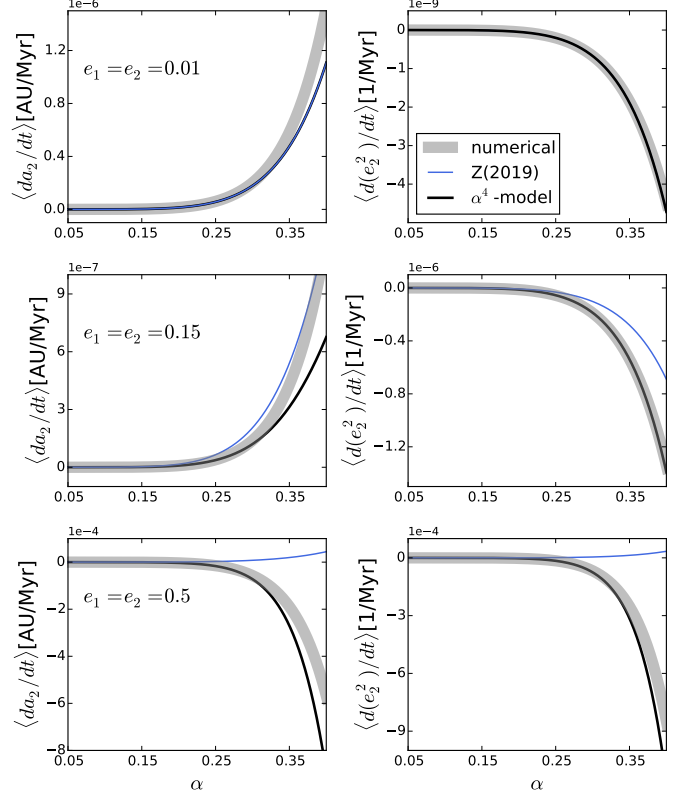 1e−6
⟨da₂/dt⟩[AU/Myr]
1.2
0.8
0.4
0.0
e₁ = e₂ = 0.01
0.05 0.15 0.25 0.35
1e−9
⟨d(e₂²)/dt⟩[1/Myr]
0
−1
−2
−3
−4
numerical
Z(2019)
α⁴ -model
0.05 0.15 0.25 0.35
1e−7
⟨da₂/dt⟩[AU/Myr]
9
6
3
0
e₁ = e₂ = 0.15
0.05 0.15 0.25 0.35
1e−6
⟨d(e₂²)/dt⟩[1/Myr]
0.0
−0.4
−0.8
−1.2
0.05 0.15 0.25 0.35
1e−4
⟨da₂/dt⟩[AU/Myr]
0
−2
−4
−6
−8
e₁ = e₂ = 0.5
0.05 0.15 0.25 0.35
α
1e−4
⟨d(e₂²)/dt⟩[1/Myr]
0
−3
−6
−9
0.05 0.15 0.25 0.35
α